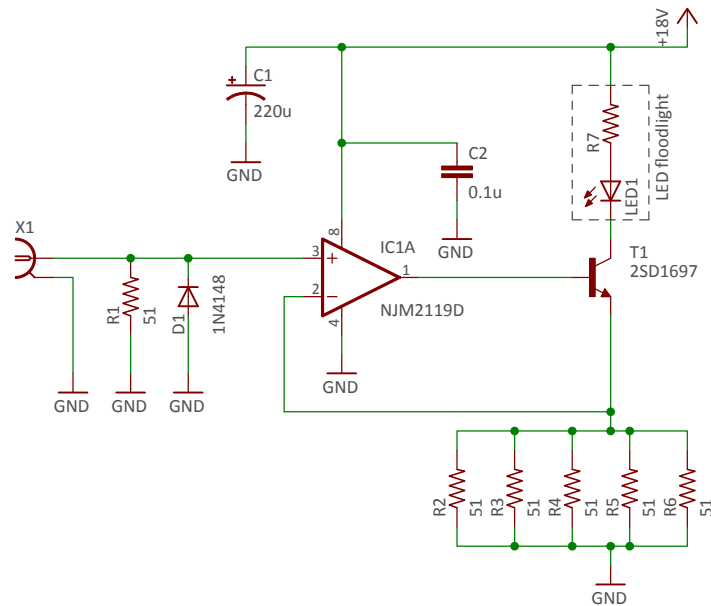 +18V
C1
220u
GND
C2
0.1u
GND
R7
LED1
LED floodlight
X1
3
+
8
IC1A
1
2
−
4
NJM2119D
T1
2SD1697
R1
51
D1
1N4148
GND
GND
GND
GND
R2
51
R3
51
R4
51
R5
51
R6
51
GND